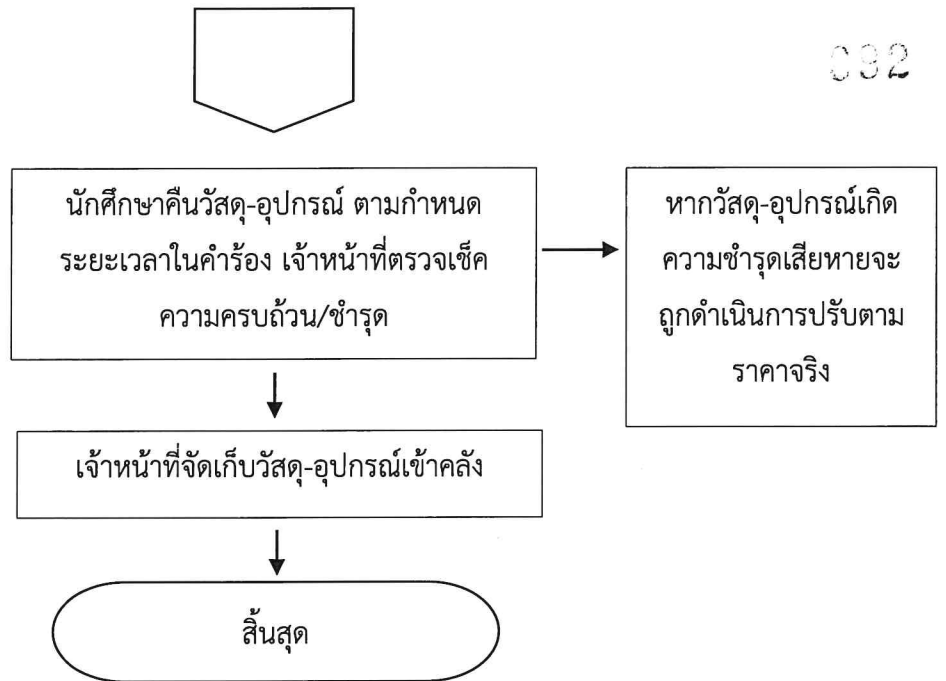 032
นักศึกษาคืนวัสดุ-อุปกรณ์ ตามกำหนด
ระยะเวลาในคำร้อง เจ้าหน้าที่ตรวจเช็ค
ความครบถ้วน/ชำรุด
หากวัสดุ-อุปกรณ์เกิด
ความชำรุดเสียหายจะ
ถูกดำเนินการปรับตาม
ราคาจริง
เจ้าหน้าที่จัดเก็บวัสดุ-อุปกรณ์เข้าคลัง
สิ้นสุด